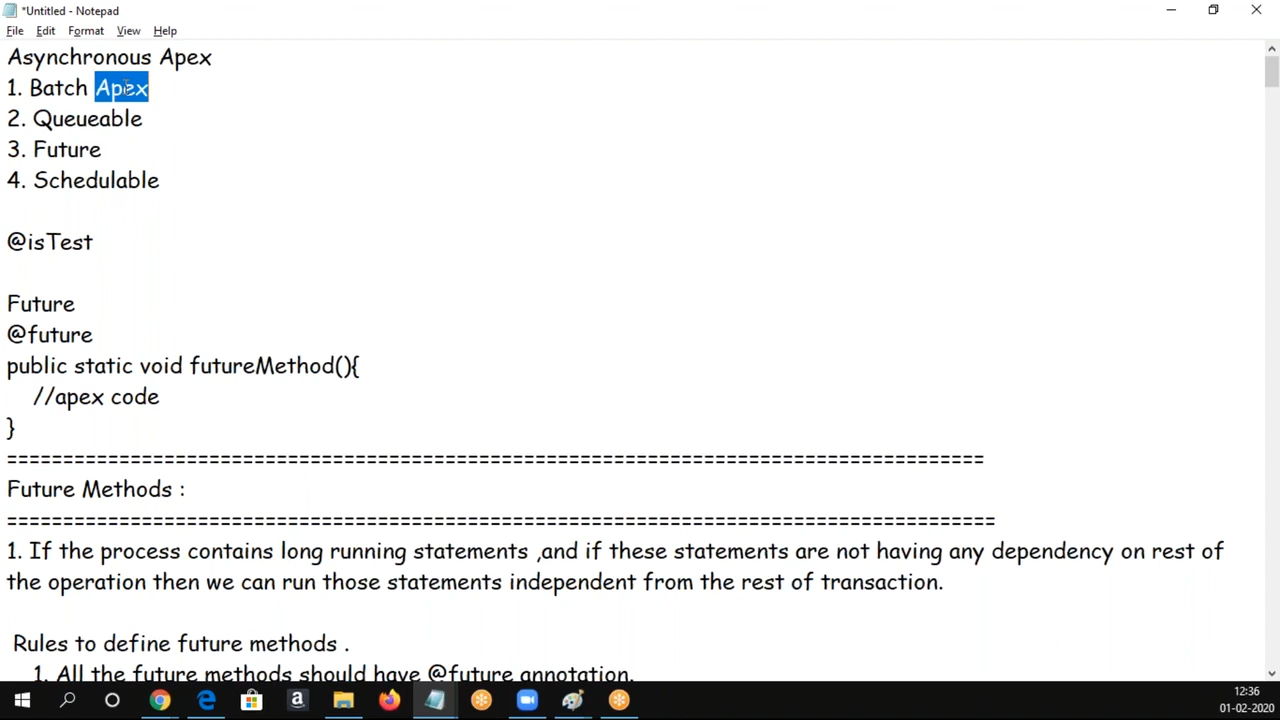 *Untitled - Notepad
File Edit Format View Help
Asynchronous Apex
1. Batch Apex
2. Queueable
3. Future
4. Schedulable
@isTest
Future
@future
public static void futureMethod(){
//apex code
}
=======================================================================================
Future Methods :
========================================================================================
1. If the process contains long running statements ,and if these statements are not having any dependency on rest of
the operation then we can run those statements independent from the rest of transaction.
Rules to define future methods .
1. All the future methods should have @future annotation.
12:36
01-02-2020